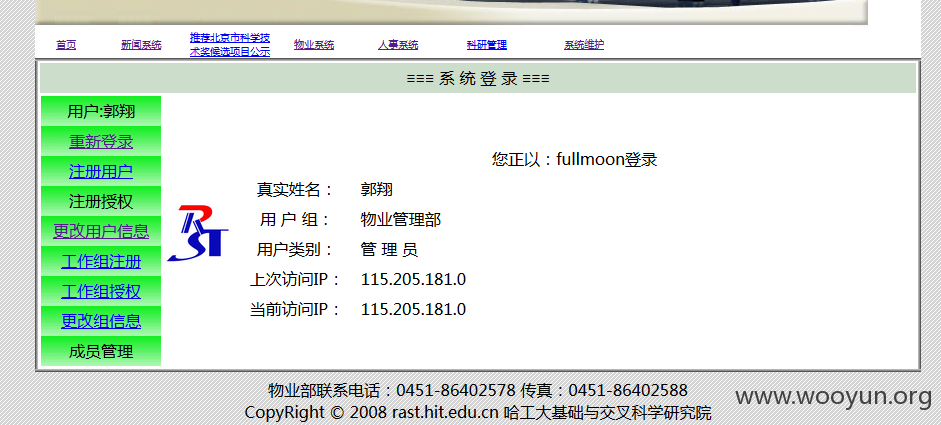 首页 新闻系统 推荐北京市科学技术奖候选项目公示 物业系统 人事系统 科研管理 系统维护
=== 系 统 登 录 ===
用户:郭翔
重新登录
注册用户
注册授权
更改用户信息
工作组注册
工作组授权
更改组信息
成员管理
RST
您正以：fullmoon登录
真实姓名： 郭翔
用 户 组： 物业管理部
用户类别： 管 理 员
上次访问IP： 115.205.181.0
当前访问IP： 115.205.181.0
物业部联系电话：0451-86402578 传真：0451-86402588
CopyRight © 2008 rast.hit.edu.cn 哈工大基础与交叉科学研究院
www.wooyun.org